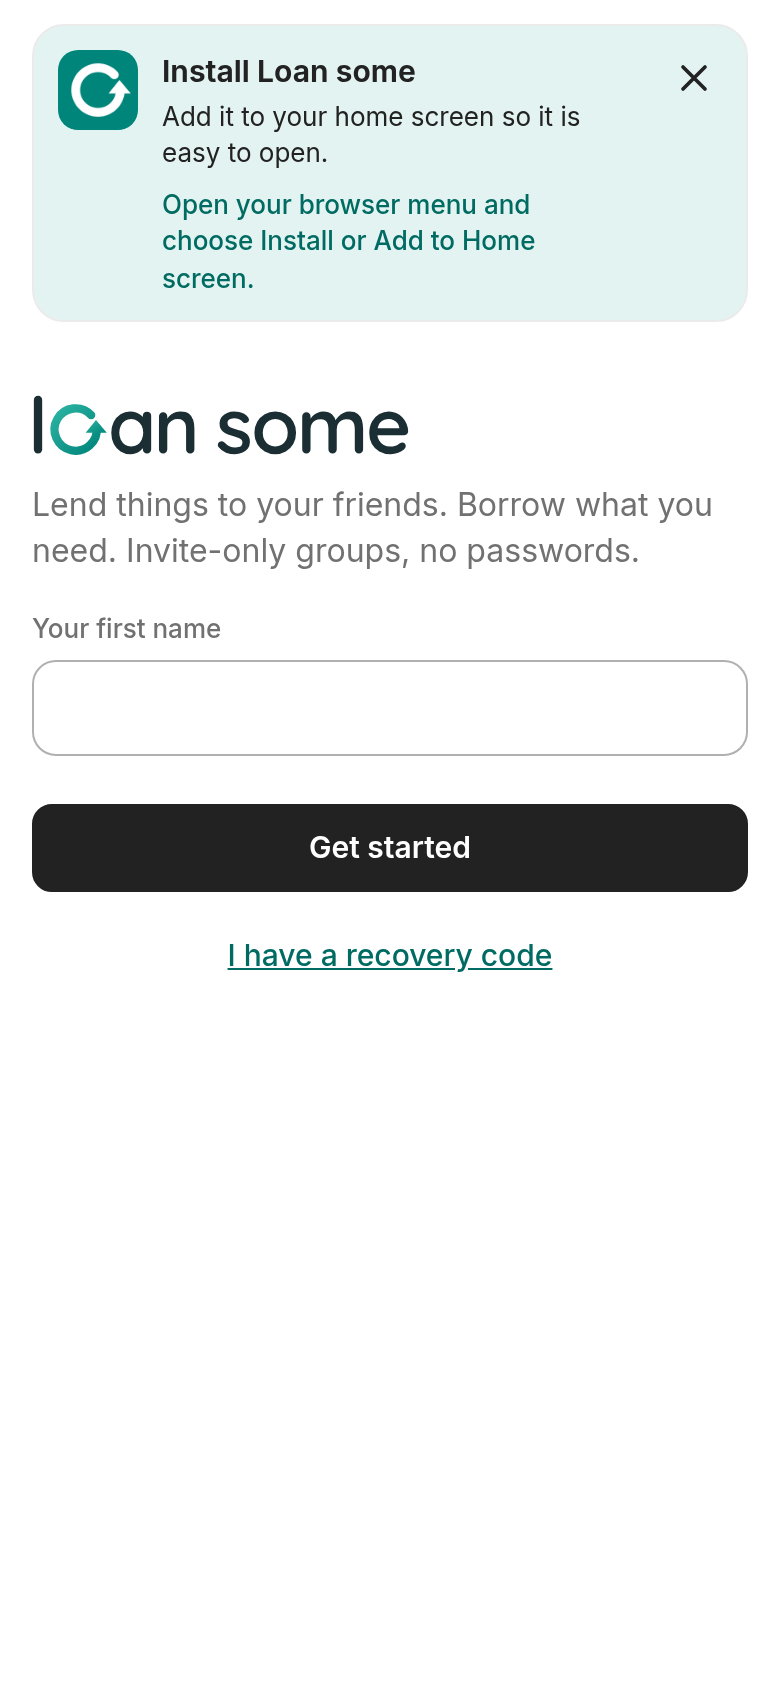 Install Loan some
Add it to your home screen so it is
easy to open.
Open your browser menu and
choose Install or Add to Home
screen.
loan some
Lend things to your friends. Borrow what you
need. Invite-only groups, no passwords.
Your first name
Get started
I have a recovery code